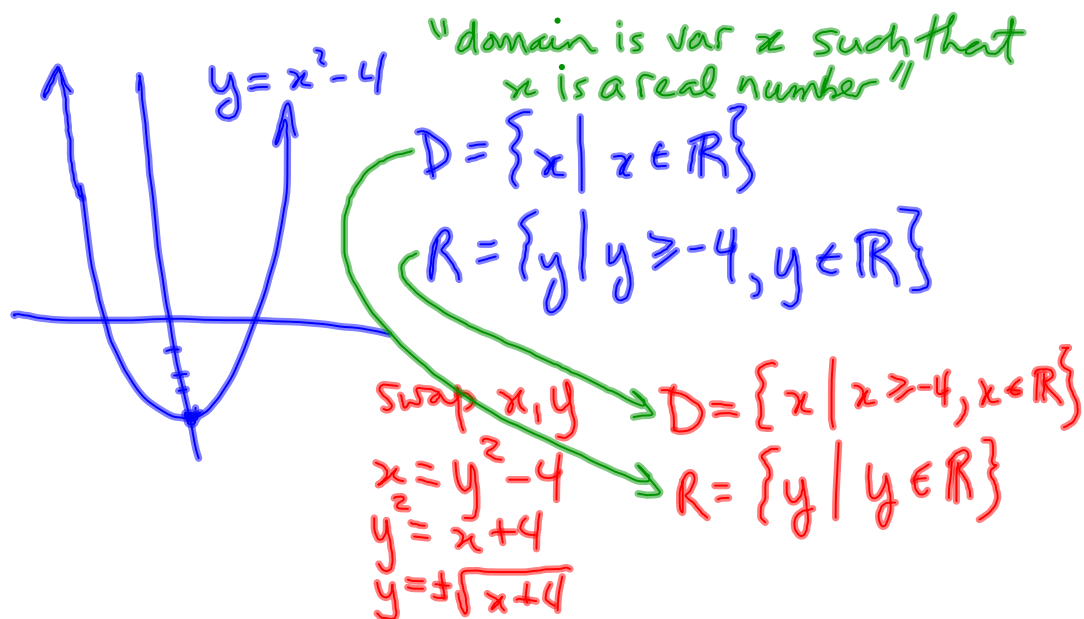 "domain is var x such that
x is a real number"
y = x² - 4
D = {x | x ∈ ℝ}
R = {y | y ≥ -4, y ∈ ℝ}
swap x, y
x = y² - 4
y² = x + 4
y = ±√(x+4)
D = {x | x ≥ -4, x ∈ ℝ}
R = {y | y ∈ ℝ}